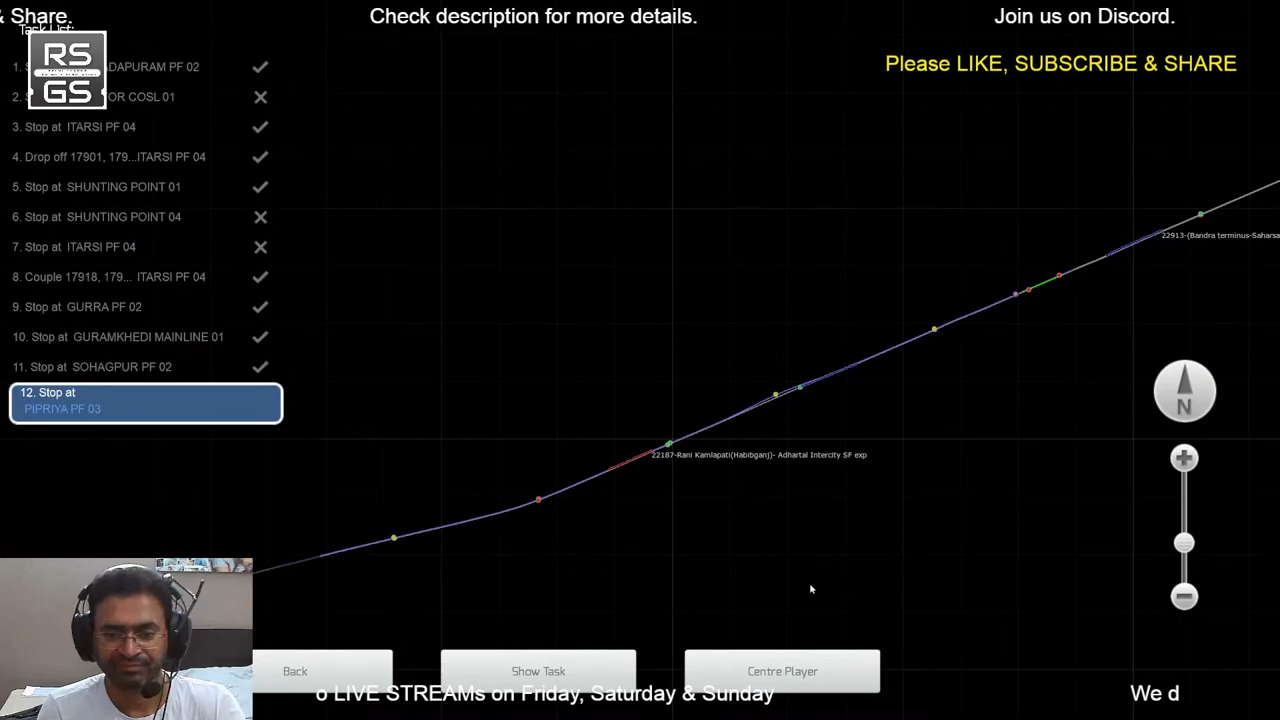 & Share.
Check description for more details.
Join us on Discord.
Task List:
RS
GS
Please LIKE, SUBSCRIBE & SHARE
1. S ADAPURAM PF 02
2. OR COSL 01
3. Stop at ITARSI PF 04
4. Drop off 17901, 179...ITARSI PF 04
5. Stop at SHUNTING POINT 01
6. Stop at SHUNTING POINT 04
7. Stop at ITARSI PF 04
8. Couple 17918, 179... ITARSI PF 04
9. Stop at GURRA PF 02
10. Stop at GURAMKHEDI MAINLINE 01
11. Stop at SOHAGPUR PF 02
12. Stop at
PIPRIYA PF 03
22913-(Bandra terminus-Saharsa
22187-Rani Kamlapati(Habibganj)- Adhartal Intercity SF exp
N
Back
Show Task
Centre Player
o LIVE STREAMs on Friday, Saturday & Sunday
We d